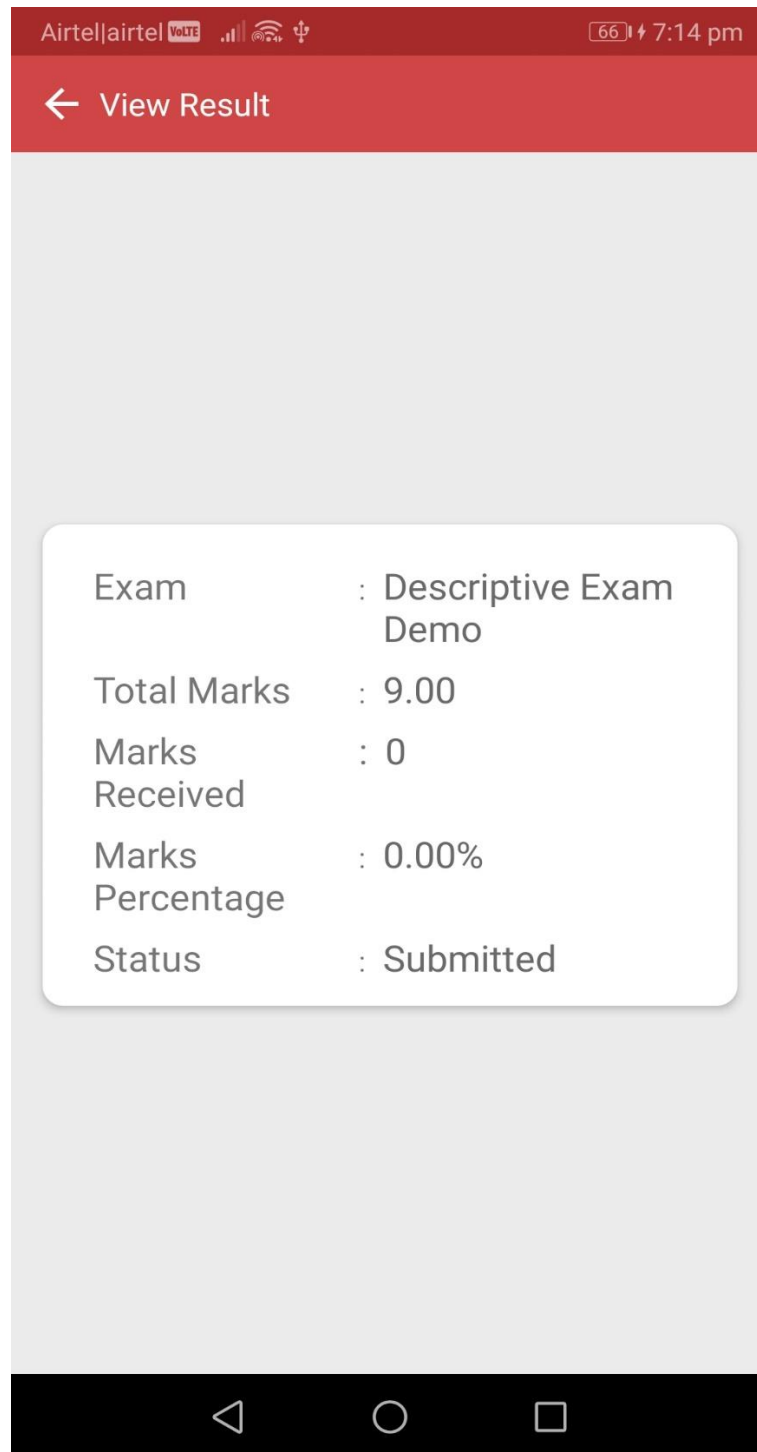 Airtel|airtel VoLTE 66 7:14 pm
View Result
Exam : Descriptive Exam
Demo
Total Marks : 9.00
Marks : 0
Received
Marks : 0.00%
Percentage
Status : Submitted